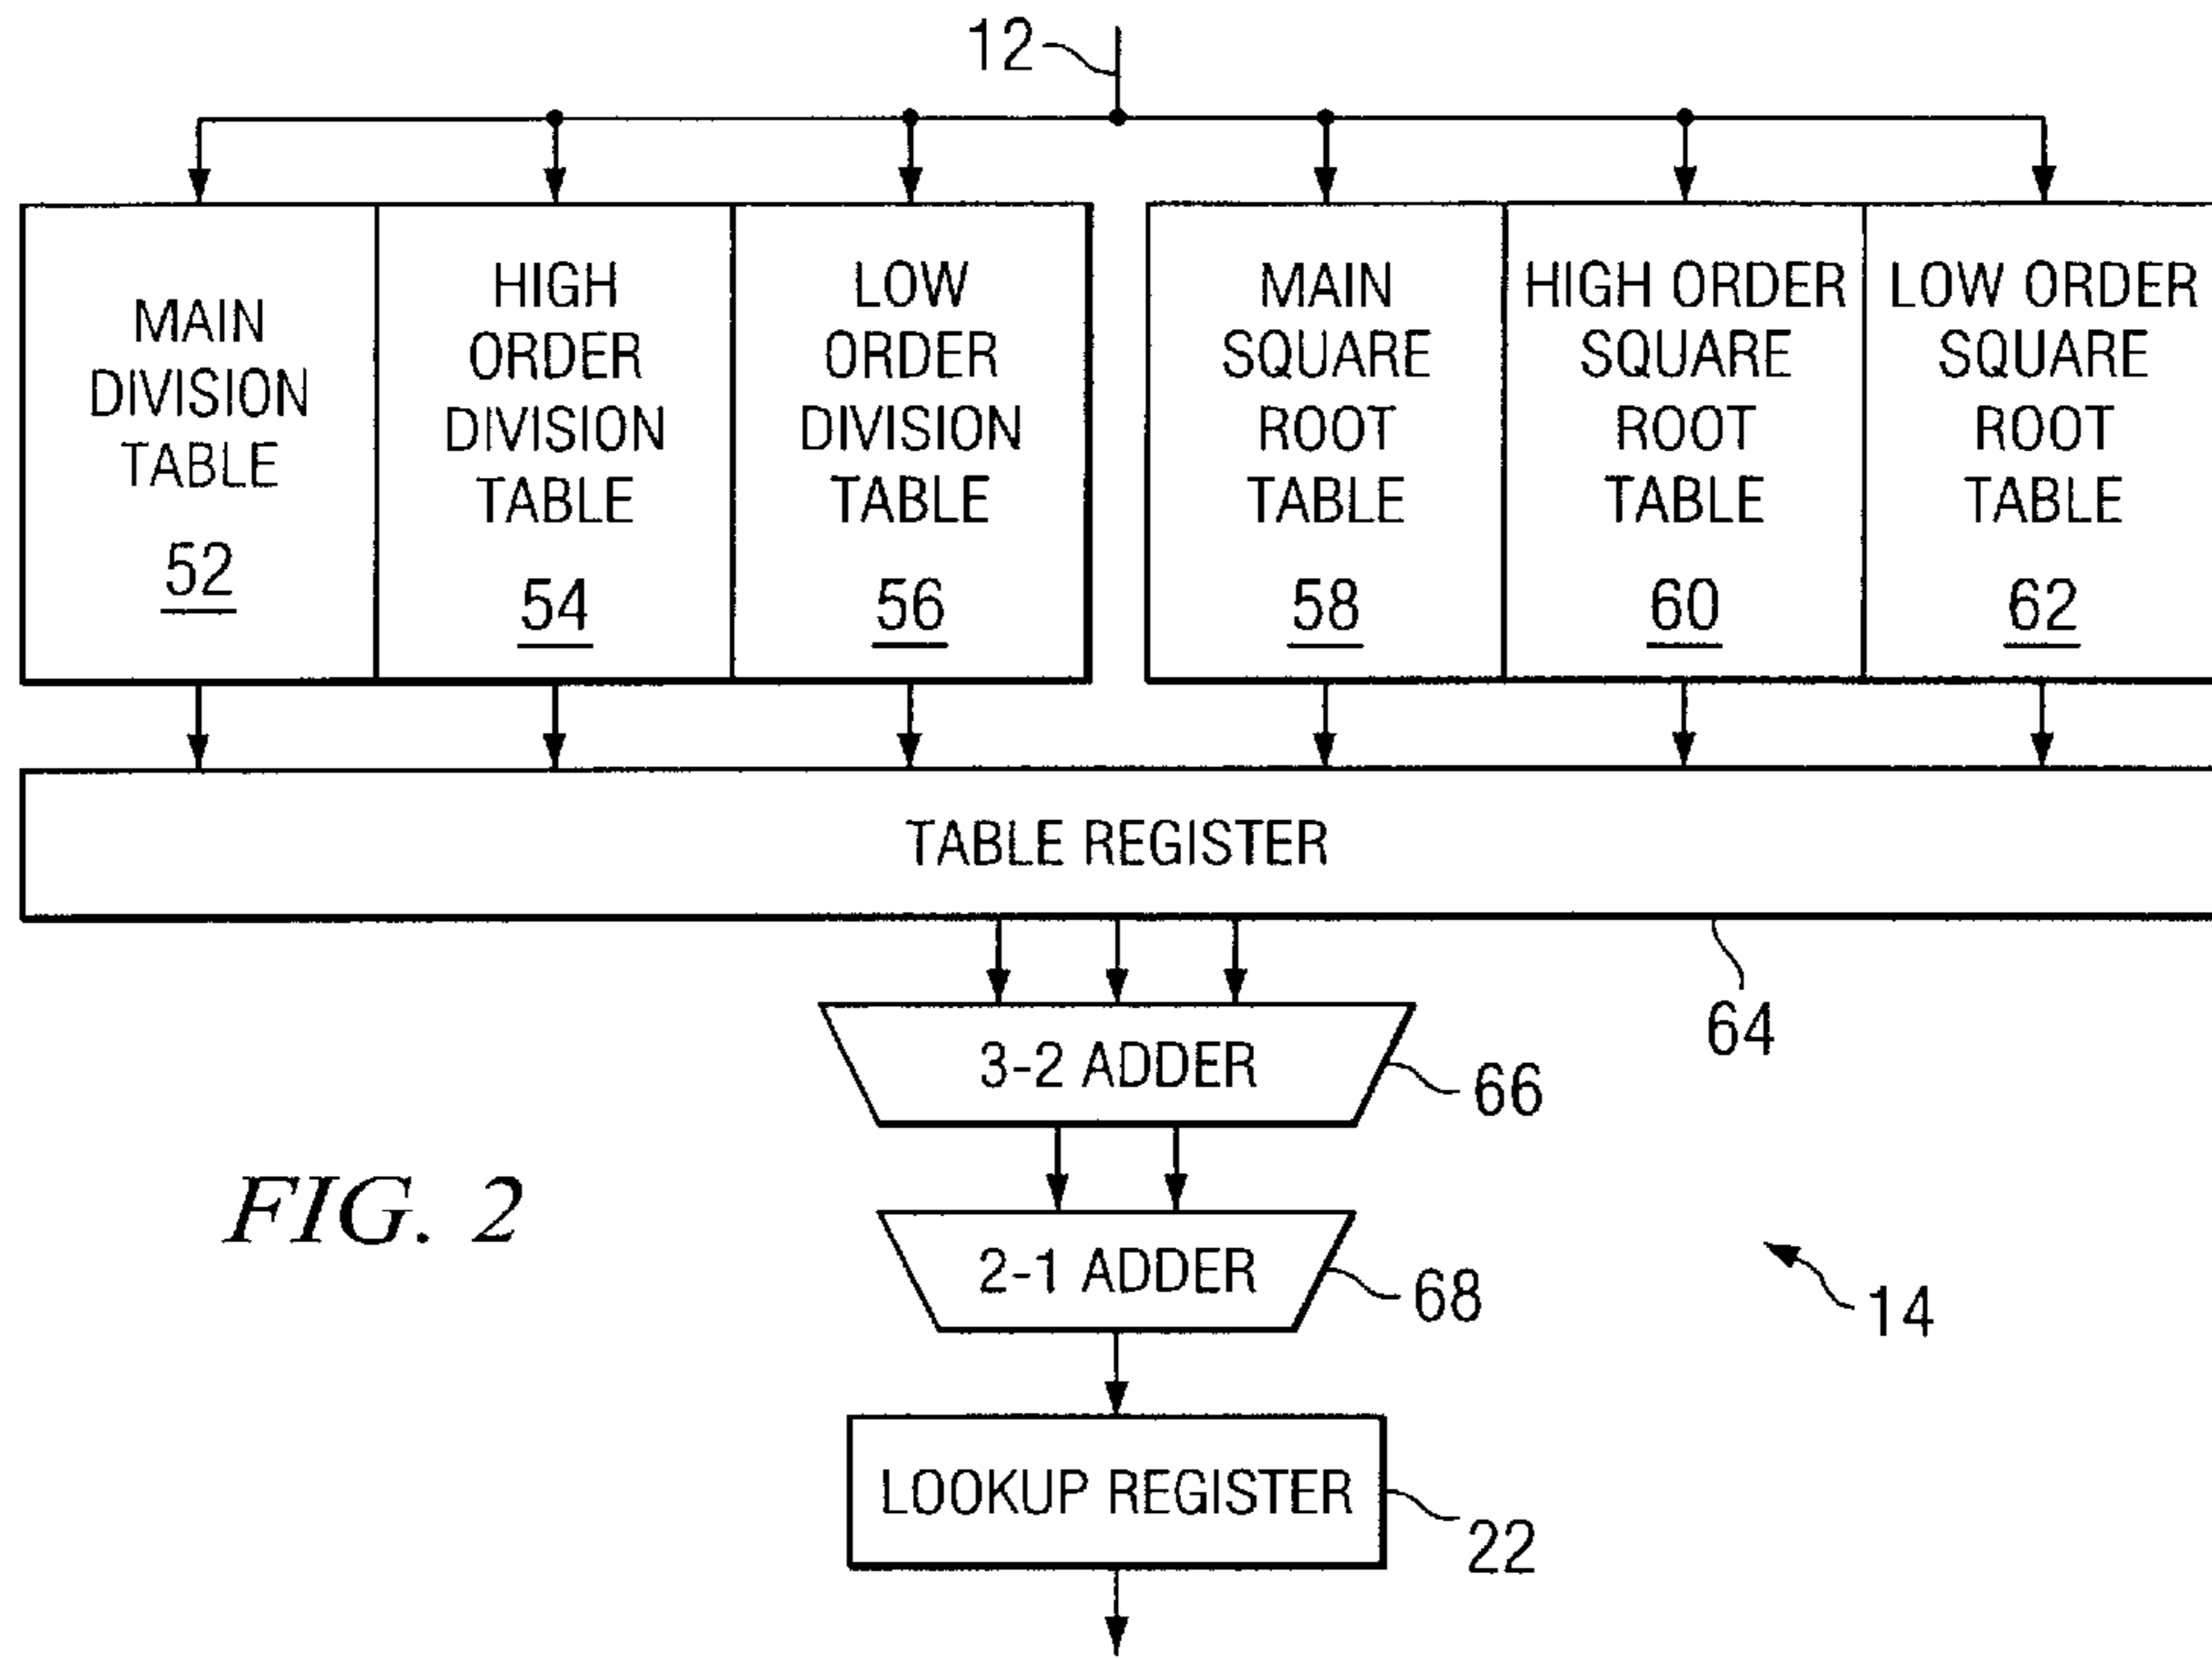 12
MAIN
DIVISION
TABLE
52
HIGH
ORDER
DIVISION
TABLE
54
LOW
ORDER
DIVISION
TABLE
56
MAIN
SQUARE
ROOT
TABLE
58
HIGH ORDER
SQUARE
ROOT
TABLE
60
LOW ORDER
SQUARE
ROOT
TABLE
62
TABLE REGISTER
64
3-2 ADDER
66
2-1 ADDER
68
FIG. 2
14
LOOKUP REGISTER
22